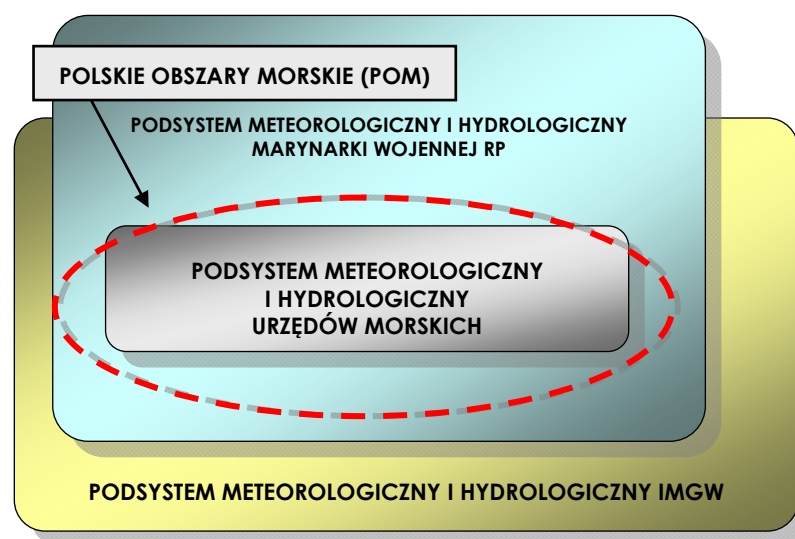 POLSKIE OBSZARY MORSKIE (POM)
PODSYSTEM METEOROLOGICZNY I HYDROLOGICZNY
MARYNARKI WOJENNEJ RP
PODSYSTEM METEOROLOGICZNY
I HYDROLOGICZNY
URZĘDÓW MORSKICH
PODSYSTEM METEOROLOGICZNY I HYDROLOGICZNY IMGW